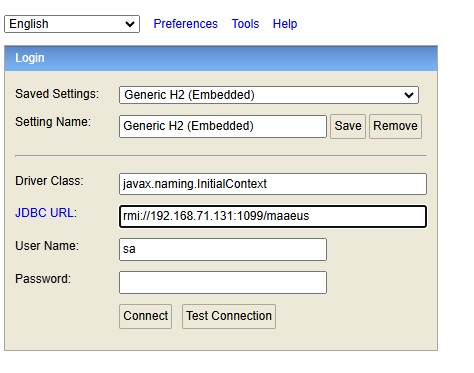 English Preferences Tools Help
Login
Saved Settings: Generic H2 (Embedded)
Setting Name: Generic H2 (Embedded) Save Remove
Driver Class: javax.naming.InitialContext
JDBC URL: rmi://192.168.71.131:1099/maaeus
User Name: sa
Password:
Connect Test Connection